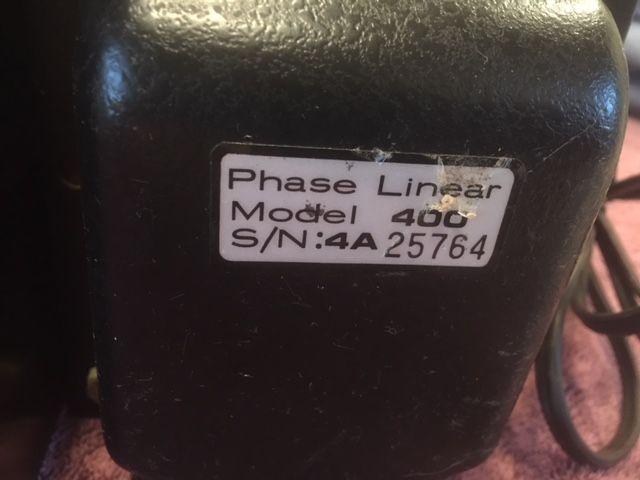 Phase Linear
Model 400
S/N:4A 25764